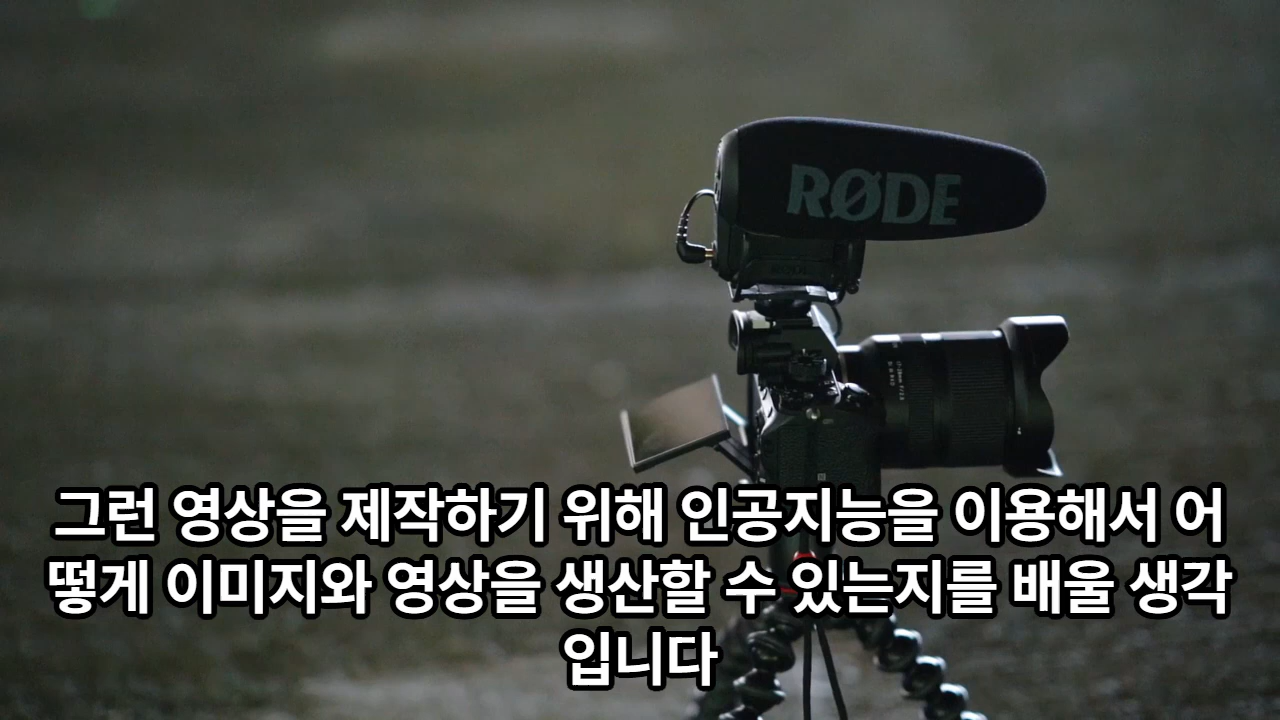 RØDE
그런 영상을 제작하기 위해 인공지능을 이용해서 어
떻게 이미지와 영상을 생산할 수 있는지를 배울 생각
입니다